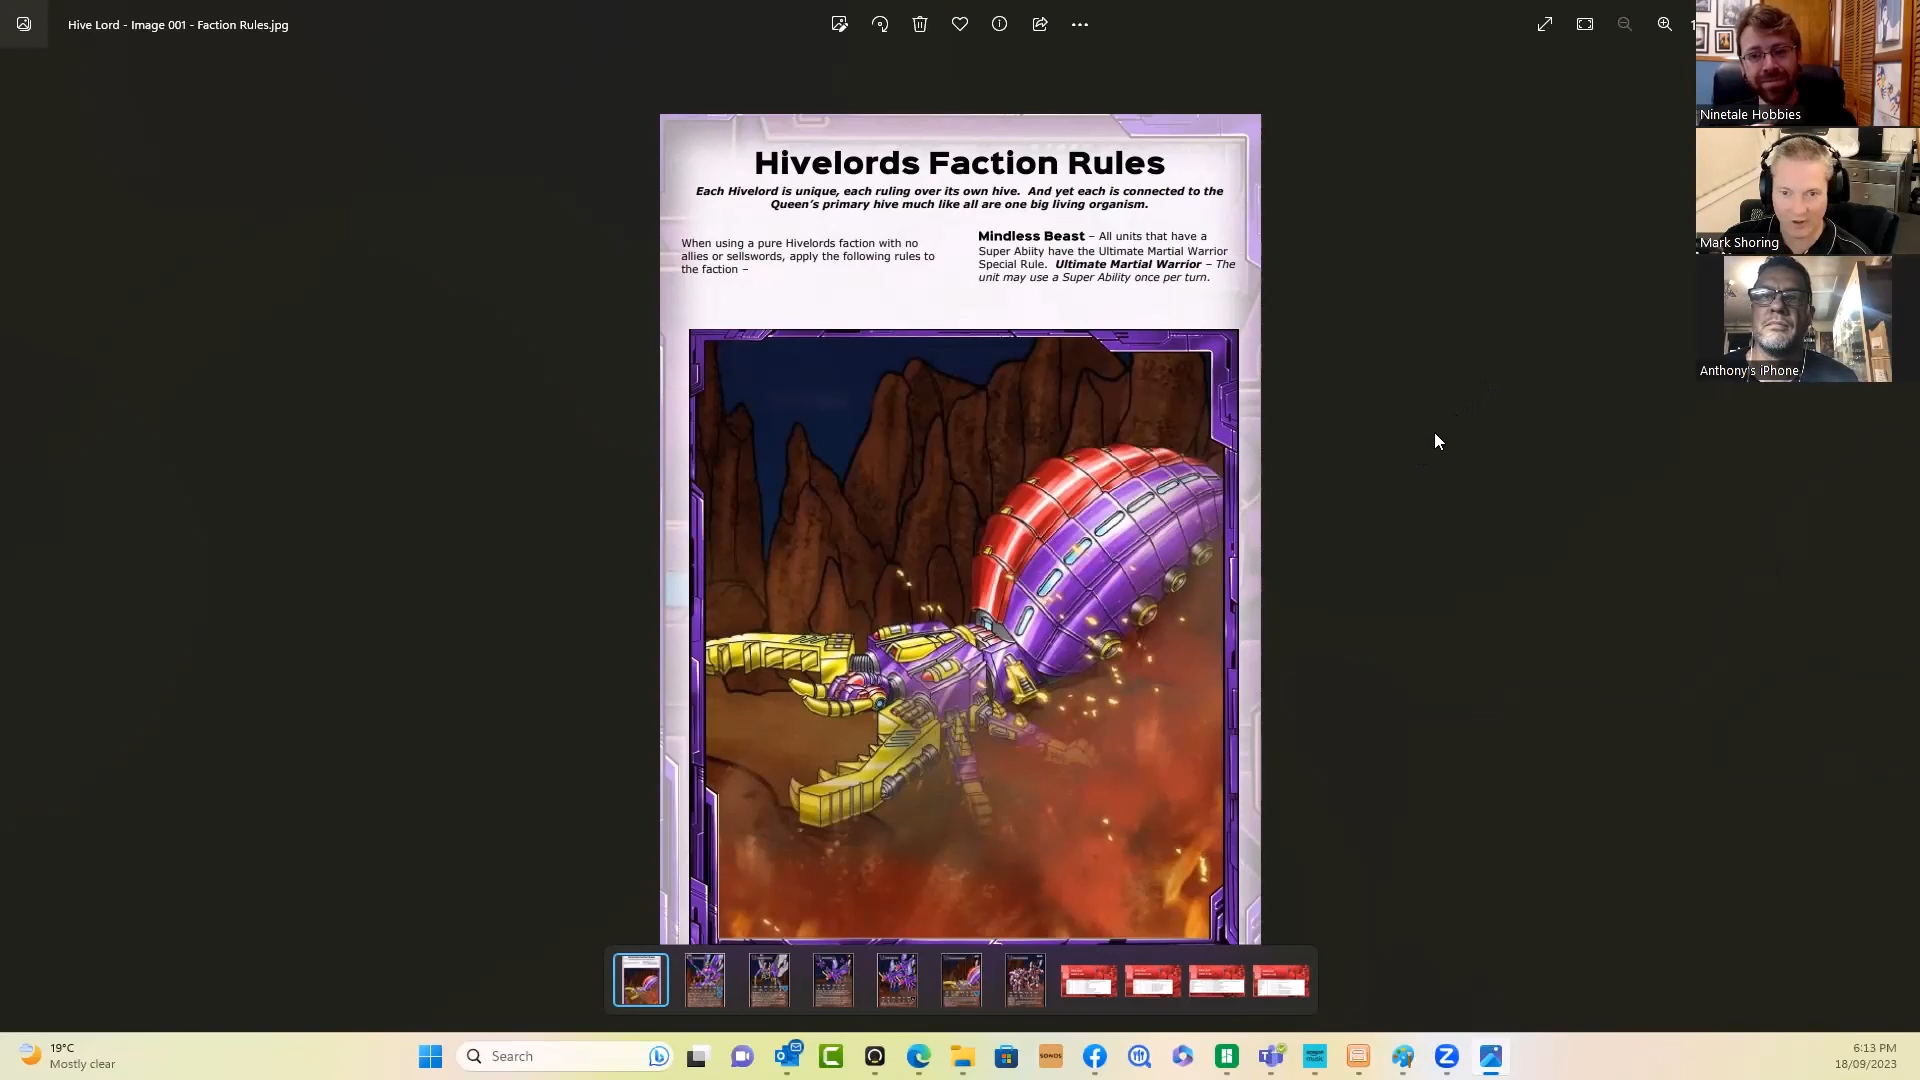 Hive Lord - Image 001 - Faction Rules.jpg
Ninetale Hobbies
Mark Shoring
Anthony's iPhone
Hivelords Faction Rules
Each Hivelord is unique, each ruling over its own hive. And yet each is connected to the
Queen's primary hive much like all are one big living organism.
When using a pure Hivelords faction with no
allies or sellswords, apply the following rules to
the faction –
Mindless Beast – All units that have a
Super Abiity have the Ultimate Martial Warrior
Special Rule. Ultimate Martial Warrior – The
unit may use a Super Ability once per turn.
19°C
Mostly clear
Search
SONOS
6:13 PM
18/09/2023